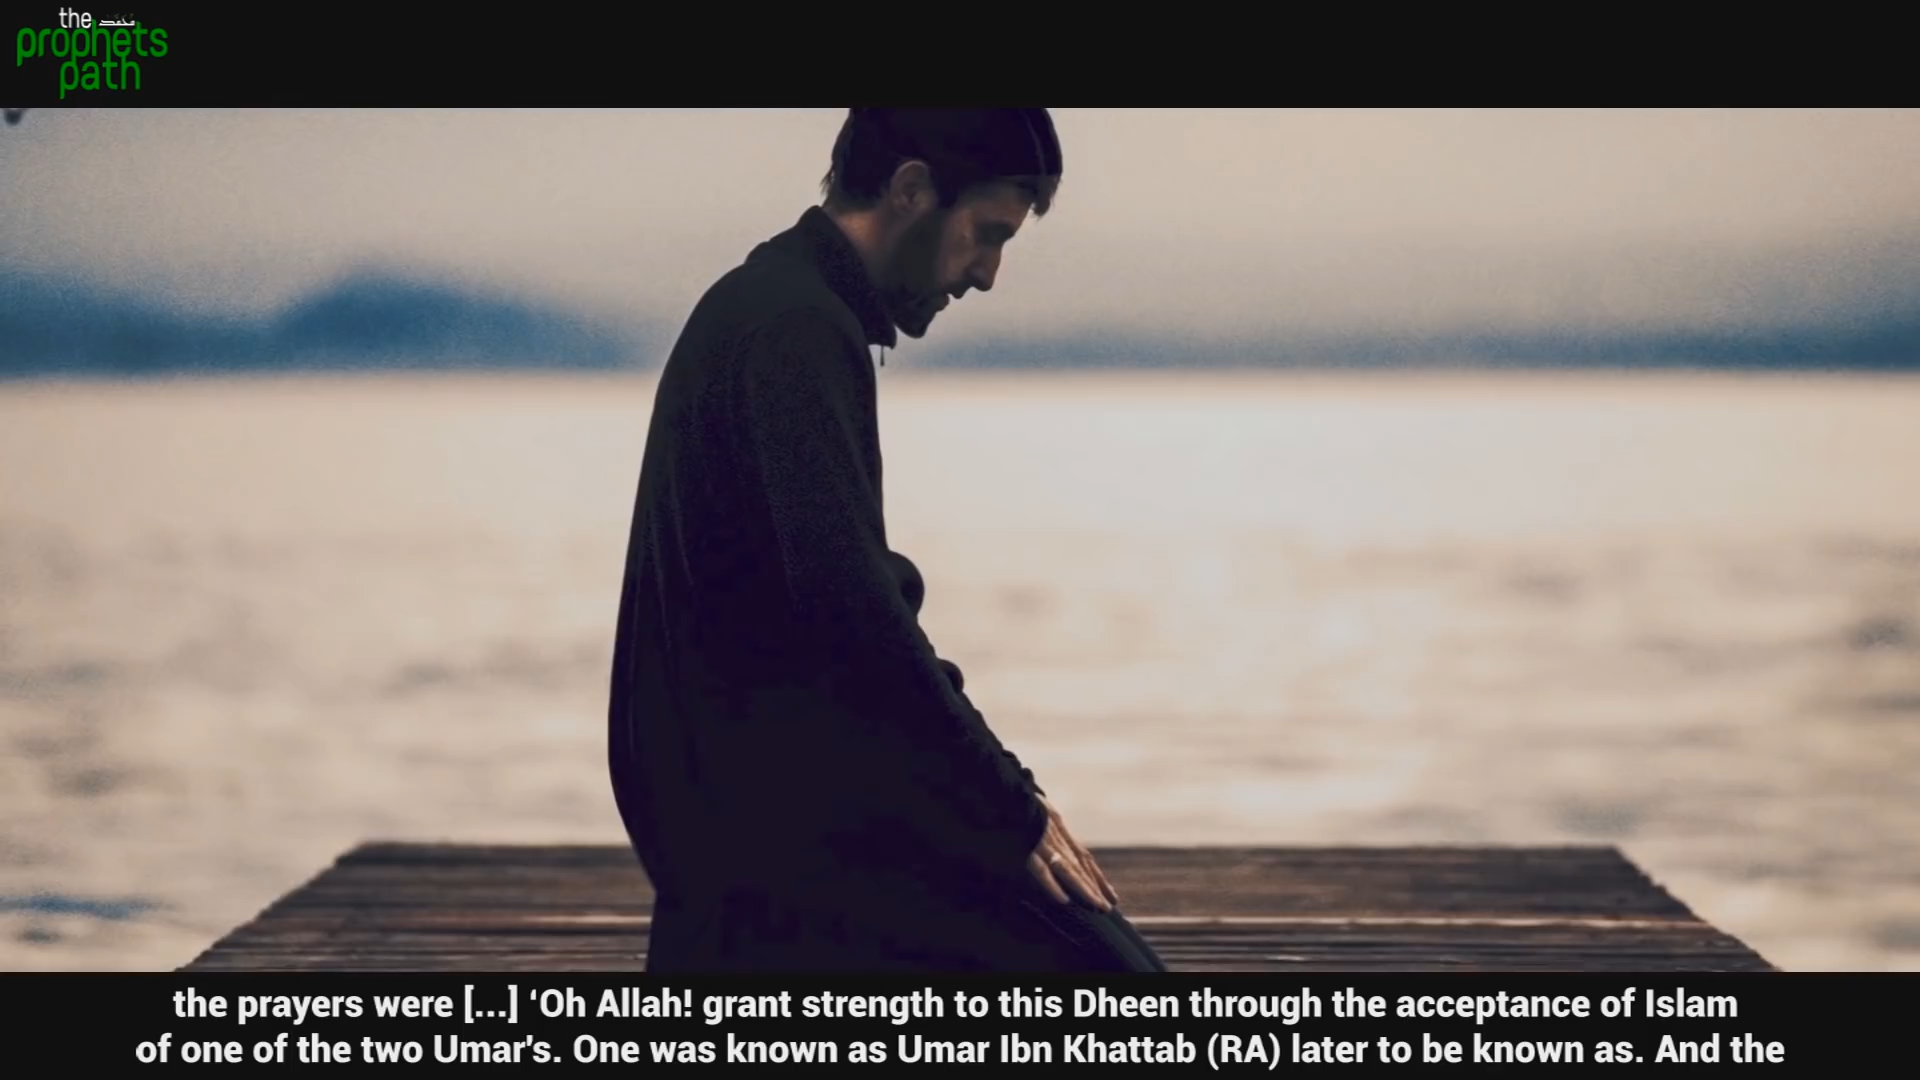 the
prophets
path
the prayers were [...] ‘Oh Allah! grant strength to this Dheen through the acceptance of Islam
of one of the two Umar's. One was known as Umar Ibn Khattab (RA) later to be known as. And the